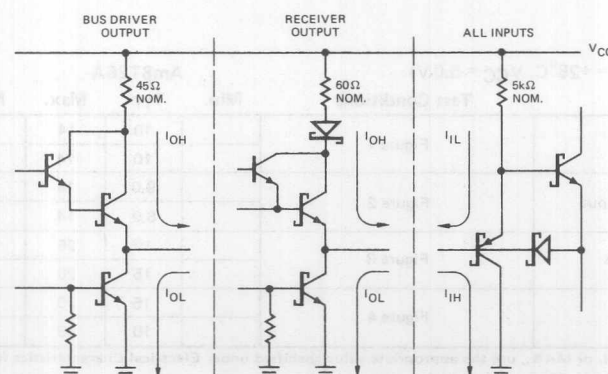 BUS DRIVER
OUTPUT
RECEIVER
OUTPUT
ALL INPUTS
VCC
45Ω
NOM.
60Ω
NOM.
5kΩ
NOM.
IOH
IOH
IIL
IOL
IOL
IIH